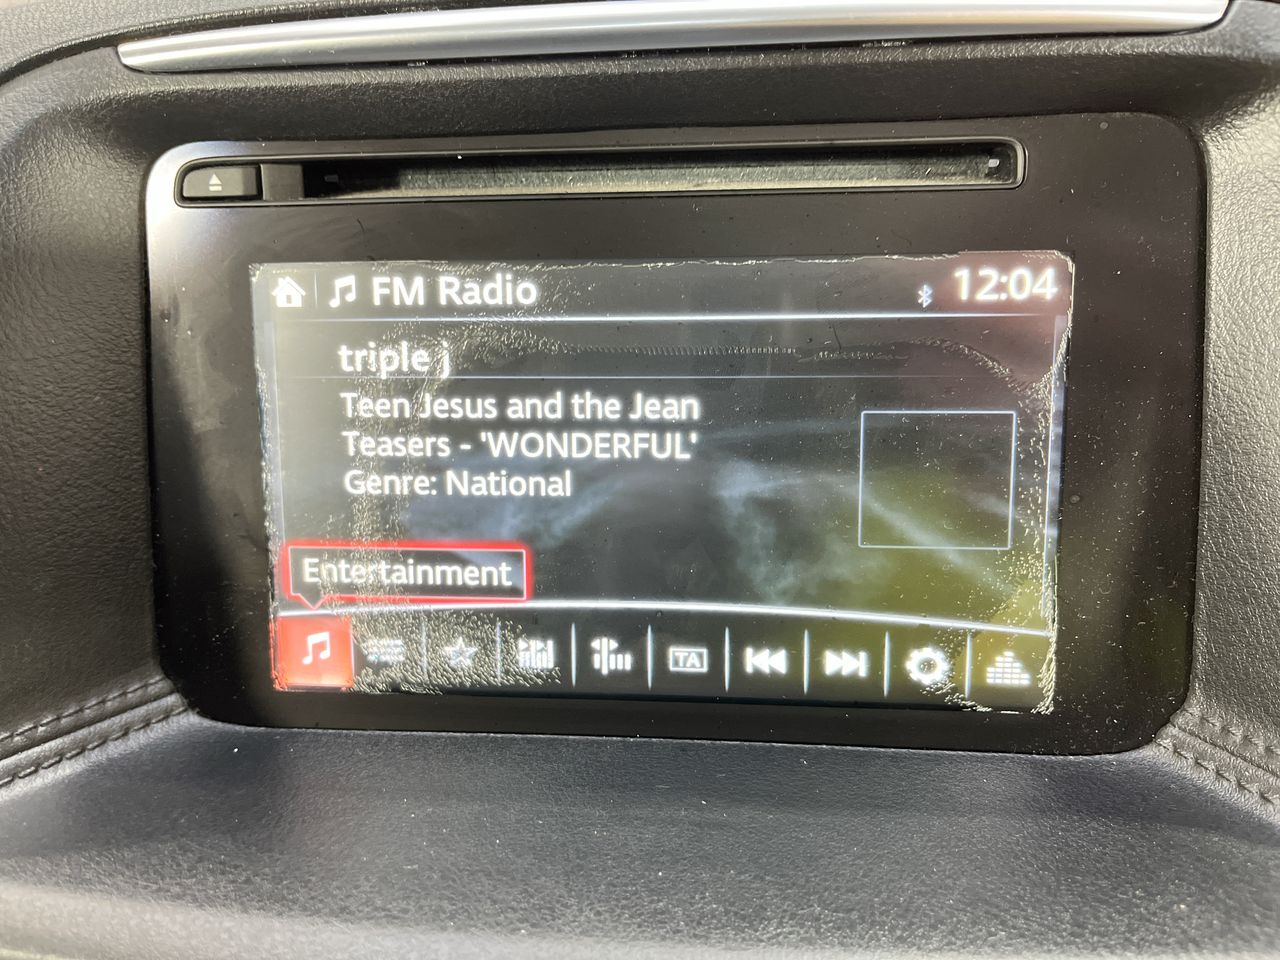 FM Radio
12:04
triple j
Teen Jesus and the Jean
Teasers - 'WONDERFUL'
Genre: National
Entertainment
TA